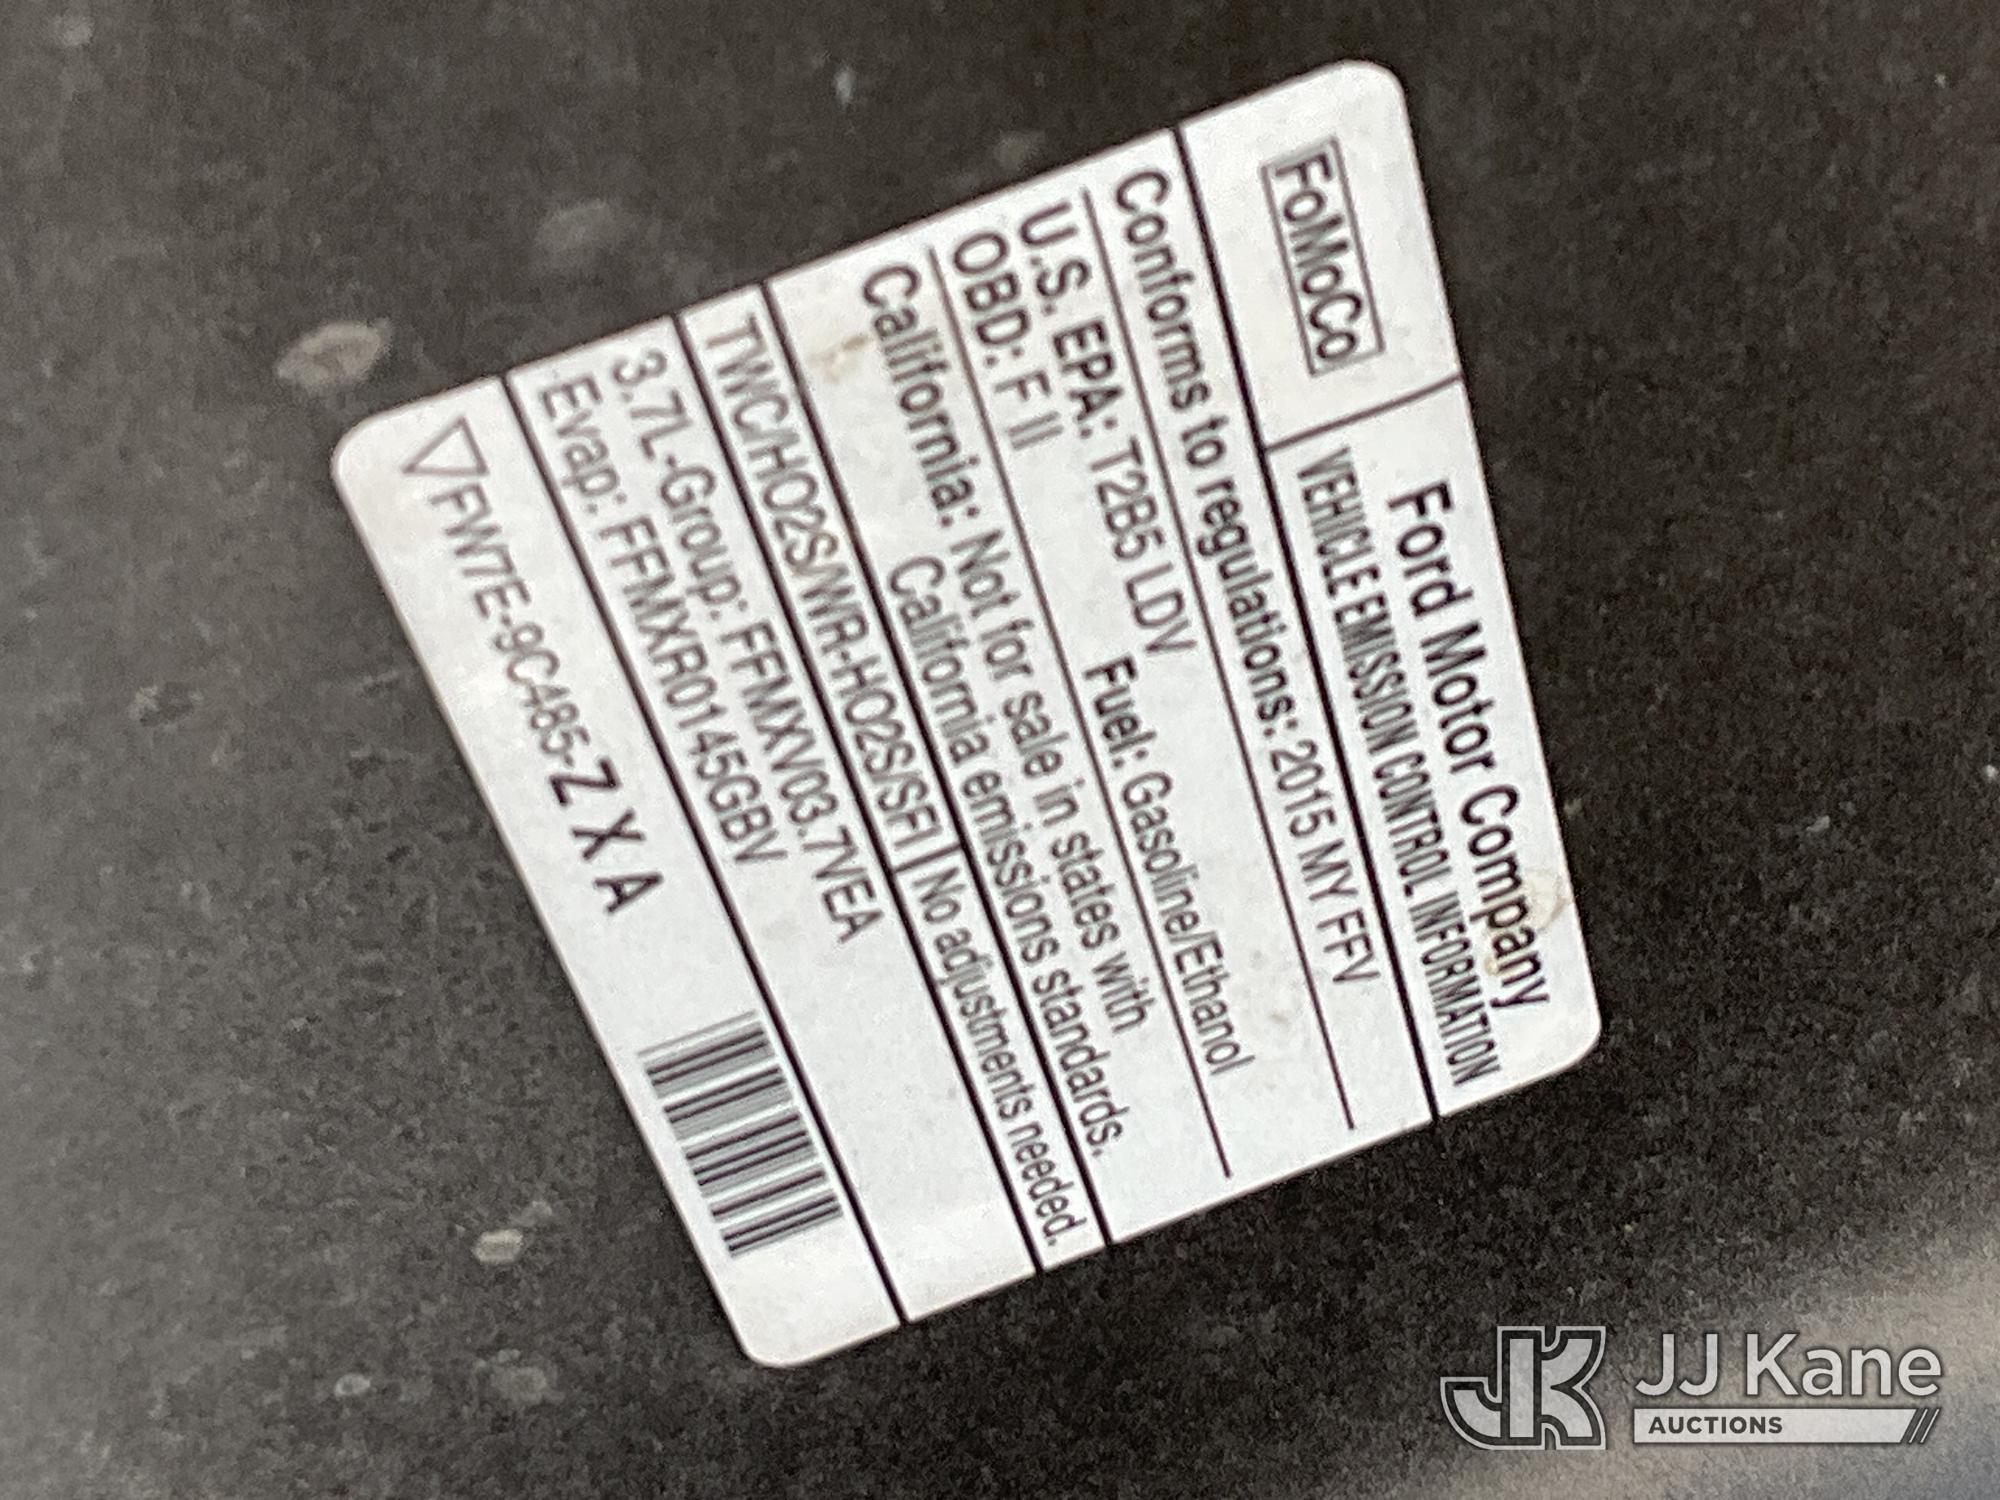 FoMoCo
Ford Motor Company
VEHICLE EMISSION CONTROL INFORMATION
Conforms to regulations: 2015 MY FFV
U.S. EPA: T2B5 LDV
OBD: F II Fuel: Gasoline/Ethanol
California: Not for sale in states with
California emissions standards.
TWC/HO2S/WR-HO2S/SFI No adjustments needed.
3.7L-Group: FFMXV03.7VEA
Evap: FFMXR0145GBV
FW7E-9C485-Z X A
JK JJ Kane
AUCTIONS